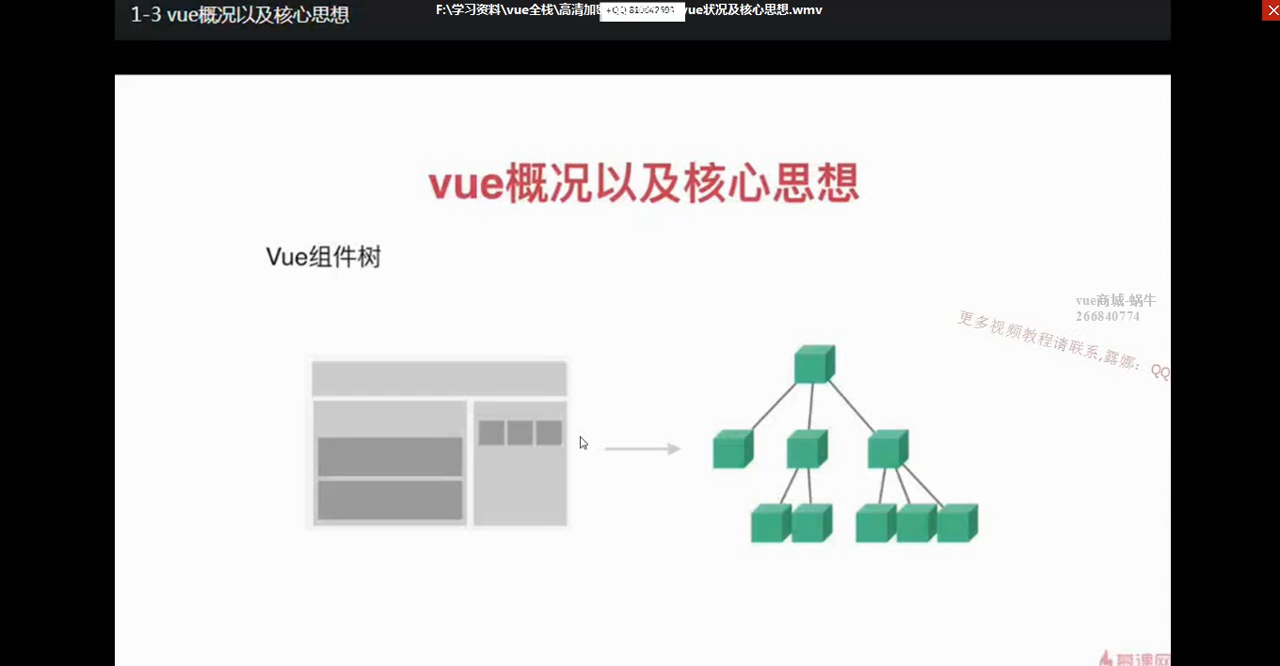 1-3 vue概况以及核心思想
F:\学习资料\vue全栈\高清加 vue状况及核心思想.wmv
vue概况以及核心思想
Vue组件树
vue商城-蜗牛
266840774
更多视频教程请联系,露娜：QQ
慕课网